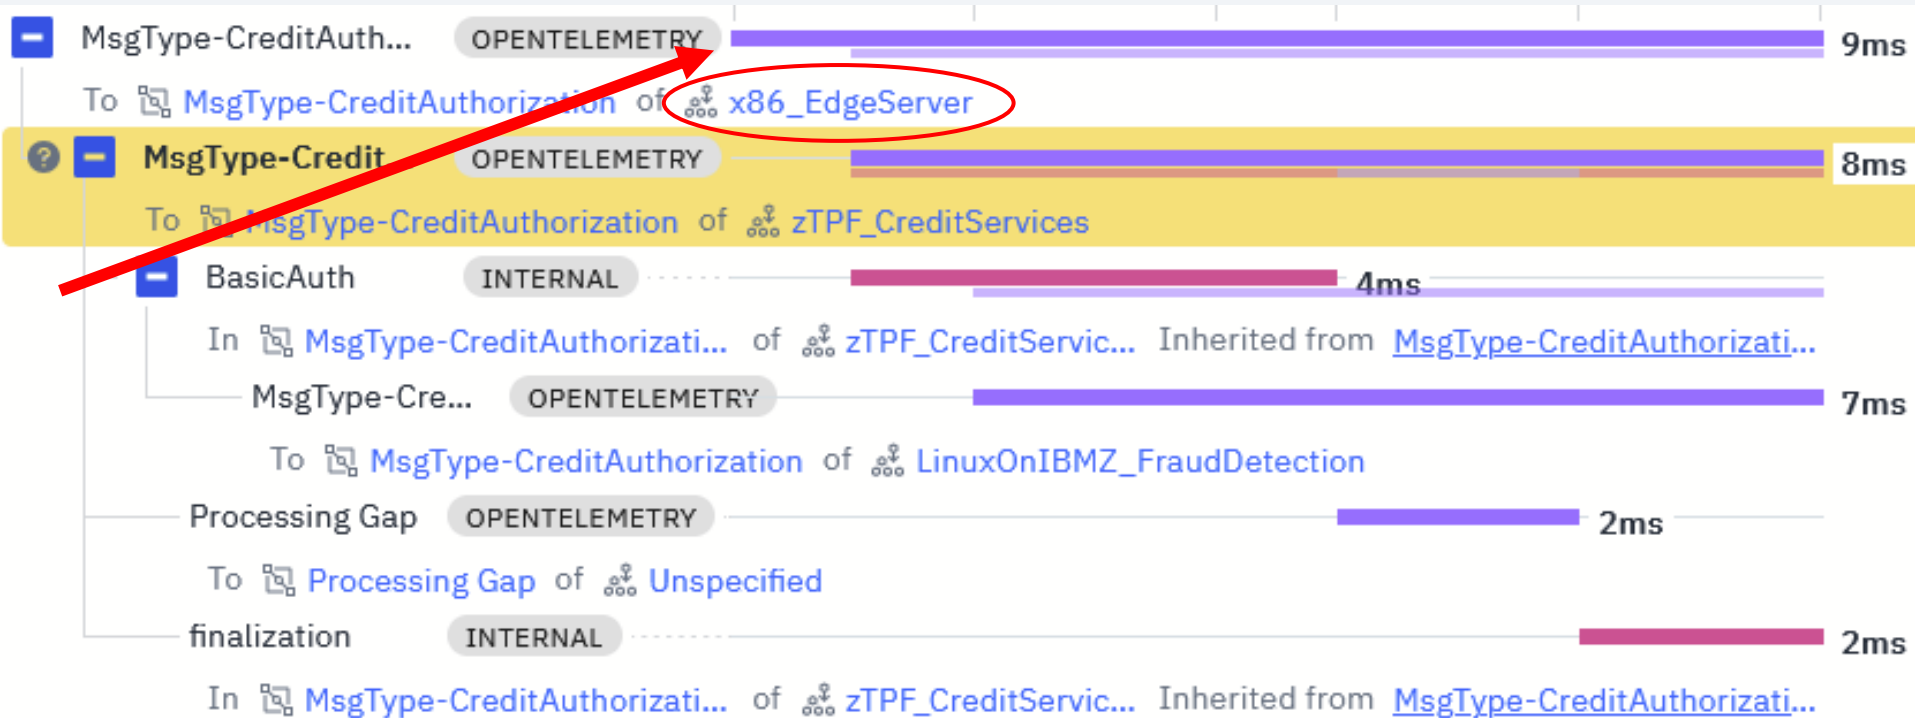 MsgType-CreditAuth... OPENTELEMETRY 9ms
To MsgType-CreditAuthorization of x86_EdgeServer
? MsgType-Credit OPENTELEMETRY 8ms
To MsgType-CreditAuthorization of zTPF_CreditServices
BasicAuth INTERNAL 4ms
In MsgType-CreditAuthorizati... of zTPF_CreditServic... Inherited from MsgType-CreditAuthorizati...
MsgType-Cre... OPENTELEMETRY 7ms
To MsgType-CreditAuthorization of LinuxOnIBMZ_FraudDetection
Processing Gap OPENTELEMETRY 2ms
To Processing Gap of Unspecified
finalization INTERNAL 2ms
In MsgType-CreditAuthorizati... of zTPF_CreditServic... Inherited from MsgType-CreditAuthorizati...